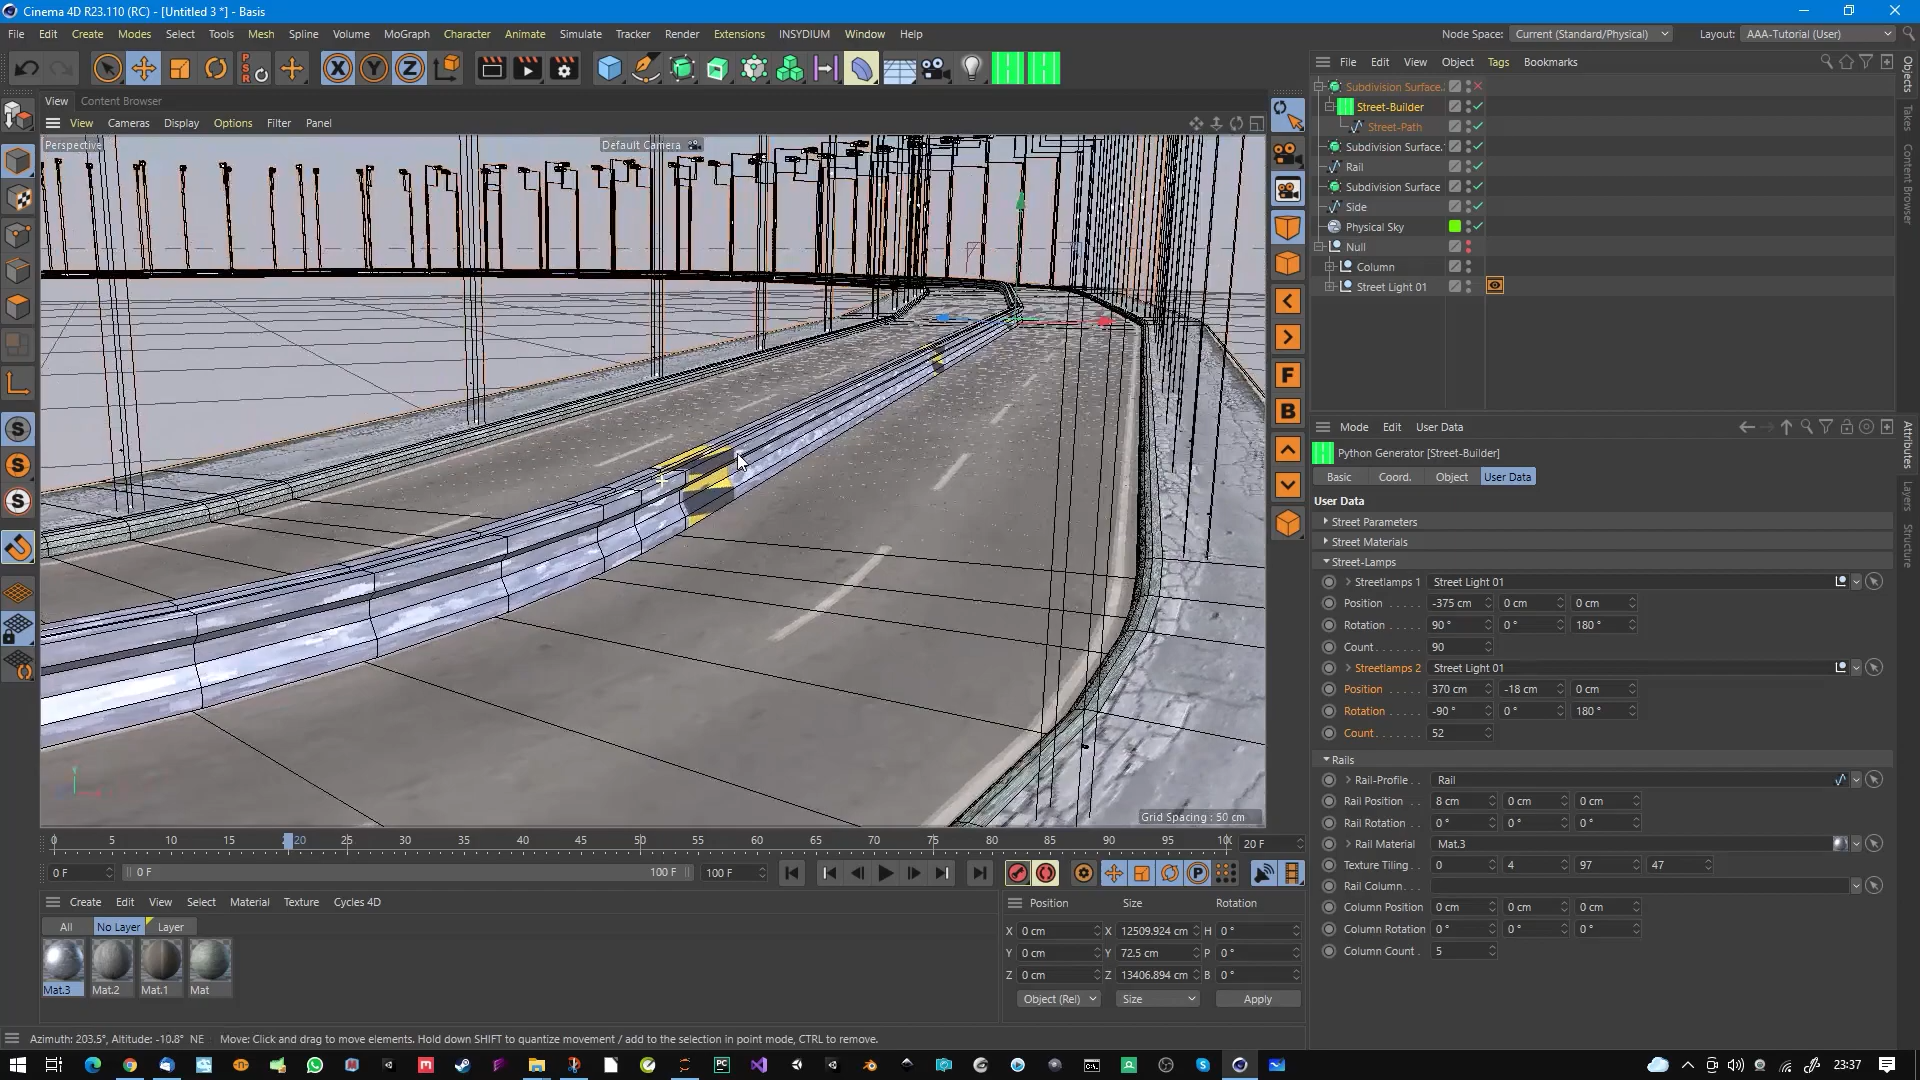 Cinema 4D R23.110 (RC) - [Untitled 3 *] - Basis
File Edit Create Modes Select Tools Mesh Spline Volume MoGraph Character Animate Simulate Tracker Render Extensions INSYDIUM Window Help
Node Space: Current (Standard/Physical) Layout: AAA-Tutorial (User)
PSR X Y Z
File Edit View Object Tags Bookmarks
View Content Browser
View Cameras Display Options Filter Panel
Perspective
Default Camera
Subdivision Surface.
Street-Builder
Street-Path
Subdivision Surface.
Rail
Subdivision Surface
Side
Physical Sky
Null
Column
Street Light 01
Objects
Takes
Content Browser
Attributes
Layers
Structure
S
S
S
F
B
Mode Edit User Data
Python Generator [Street-Builder]
Basic Coord. Object User Data
User Data
Street Parameters
Street Materials
Street-Lamps
Streetlamps 1 Street Light 01
Position . . . . . -375 cm 0 cm 0 cm
Rotation . . . . . 90 ° 0 ° 180 °
Count . . . . . . . 90
Streetlamps 2 Street Light 01
Position . . . . . 370 cm -18 cm 0 cm
Rotation . . . . . -90 ° 0 ° 180 °
Count . . . . . . . 52
Rails
Rail-Profile . . Rail
Rail Position . . 8 cm 0 cm 0 cm
Rail Rotation . . 0 ° 0 ° 0 °
Rail Material Mat.3
Texture Tiling . . 0 4 97 47
Rail Column . . .
Column Position 0 cm 0 cm 0 cm
Column Rotation 0 ° 0 ° 0 °
Column Count . 5
Y
Grid Spacing : 50 cm
0 5 10 15 20 25 30 35 40 45 50 55 60 65 70 75 80 85 90 95 10 20 F
0 F 0 F 100 F 100 F
P
Create Edit View Select Material Texture Cycles 4D
All No Layer Layer
Mat.3 Mat.2 Mat.1 Mat
Position Size Rotation
X 0 cm X 12509.924 cm H 0 °
Y 0 cm Y 72.5 cm P 0 °
Z 0 cm Z 13406.894 cm B 0 °
Object (Rel) Size Apply
Azimuth: 203.5°, Altitude: -10.8° NE Move: Click and drag to move elements. Hold down SHIFT to quantize movement / add to the selection in point mode, CTRL to remove.
23:37